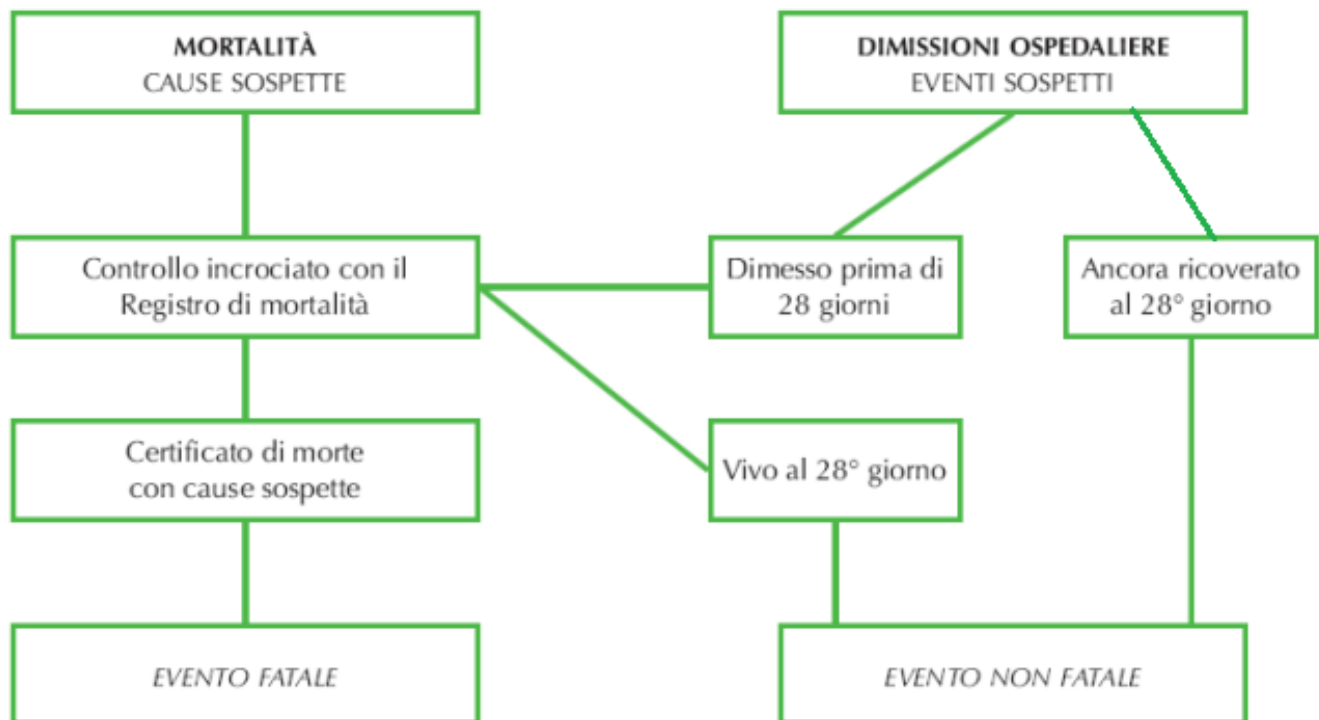 MORTALITÀ
CAUSE SOSPETTE
DIMISSIONI OSPEDALIERE
EVENTI SOSPETTI
Controllo incrociato con il
Registro di mortalità
Dimesso prima di
28 giorni
Ancora ricoverato
al 28° giorno
Certificato di morte
con cause sospette
Vivo al 28° giorno
EVENTO FATALE
EVENTO NON FATALE